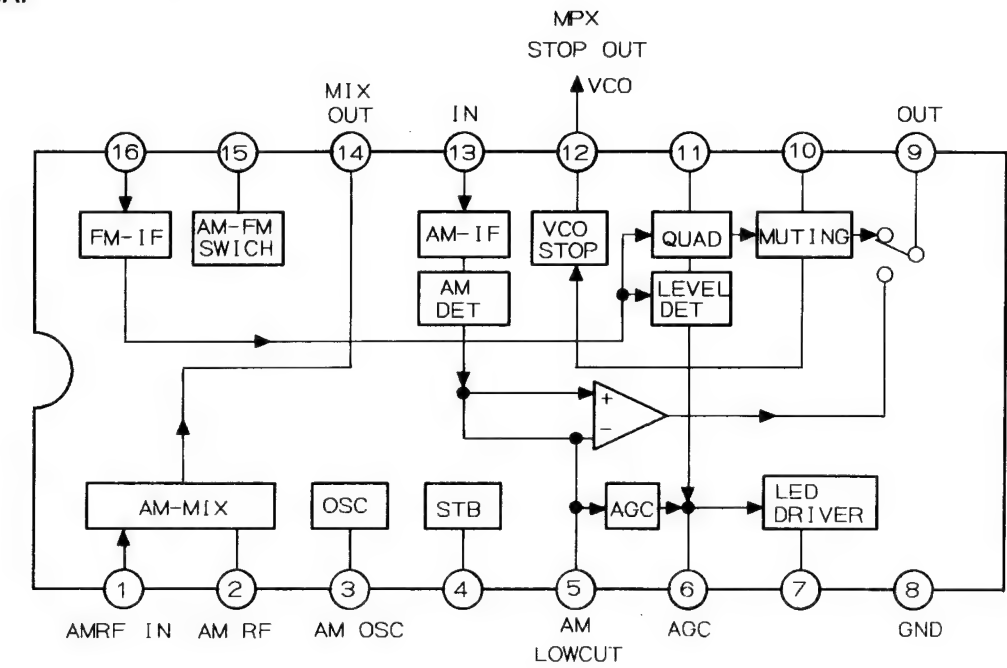 MPX
STOP OUT
VCO
MIX
OUT
IN
OUT
16
15
14
13
12
11
10
9
FM-IF
AM-FM
SWICH
AM-IF
VCO
STOP
QUAD
MUTING
AM
DET
LEVEL
DET
+
−
AM-MIX
OSC
STB
AGC
LED
DRIVER
1
2
3
4
5
6
7
8
AMRF IN
AM RF
AM OSC
AM
LOWCUT
AGC
GND